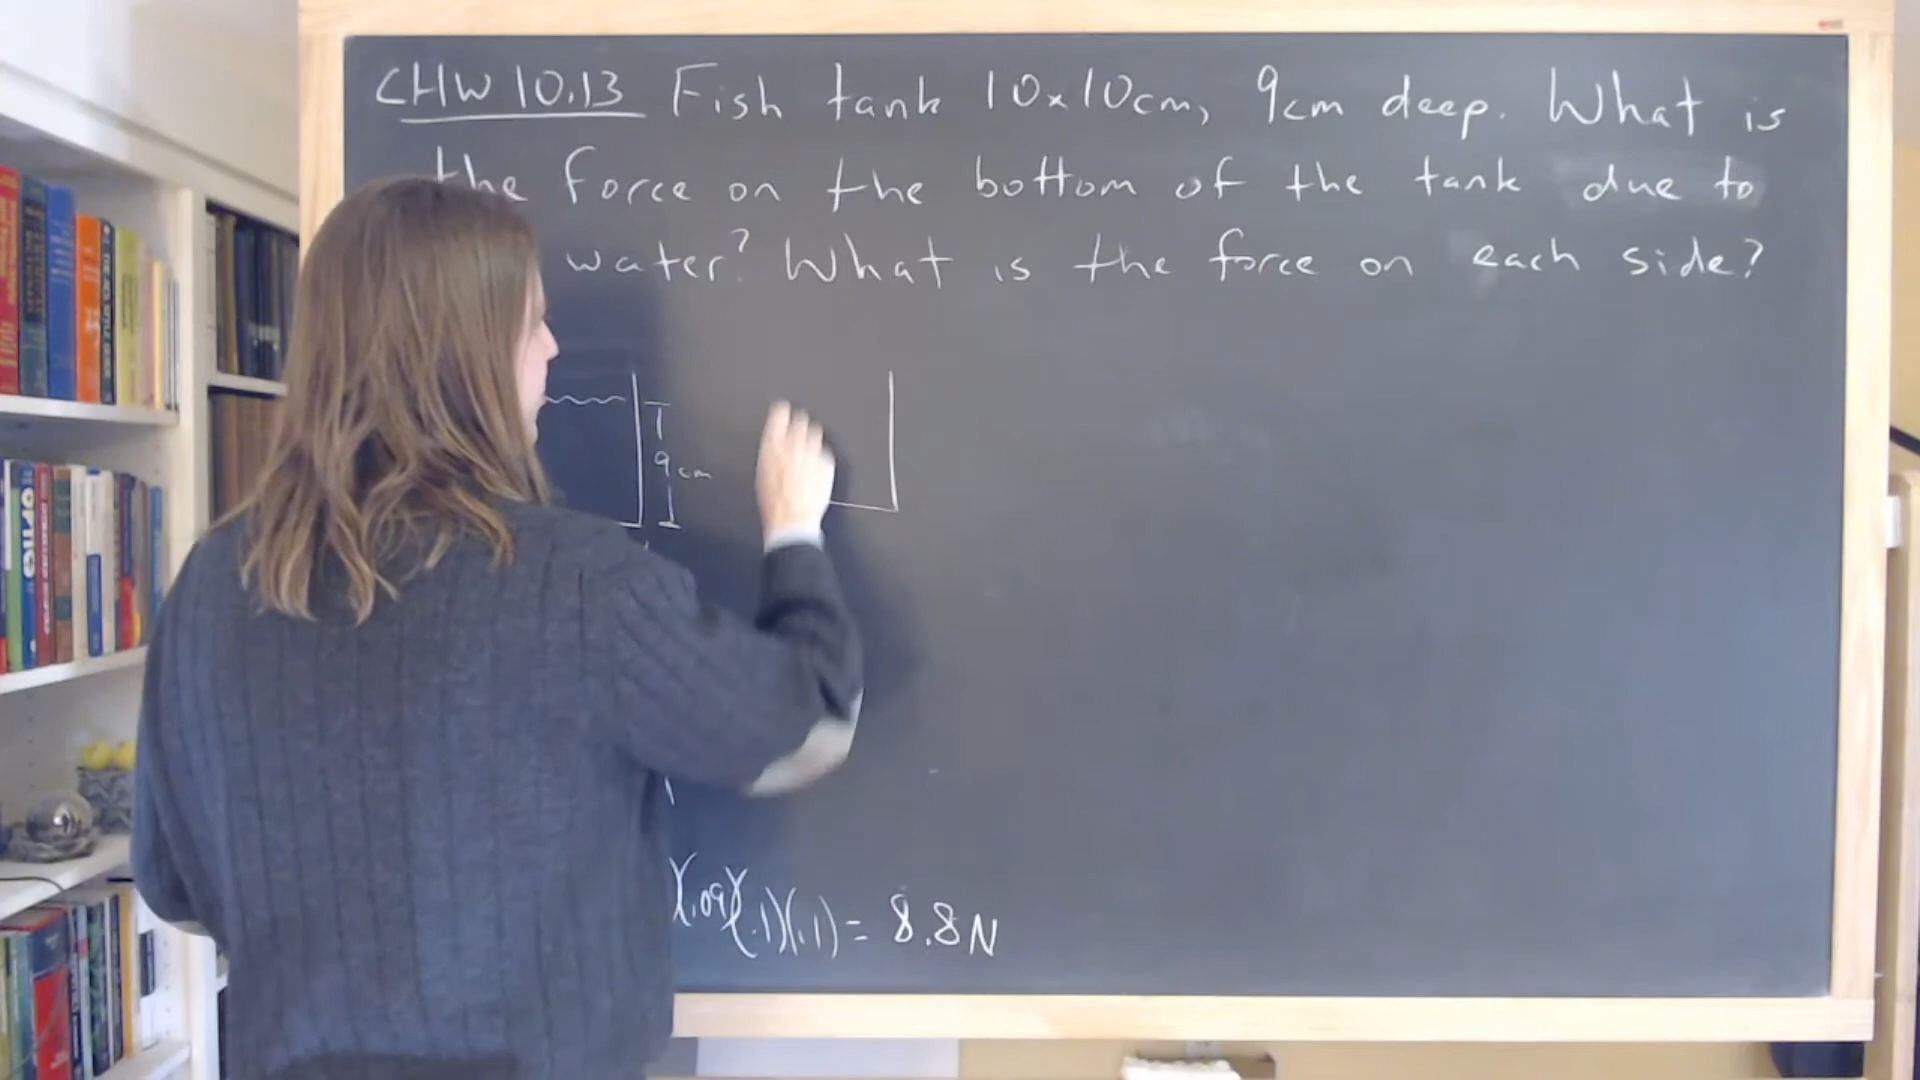 CHW 10.13 Fish tank 10x10cm, 9cm deep. What is
the force on the bottom of the tank due to
water? What is the force on each side?
9cm
)(.09)(.1)(.1) = 8.8N